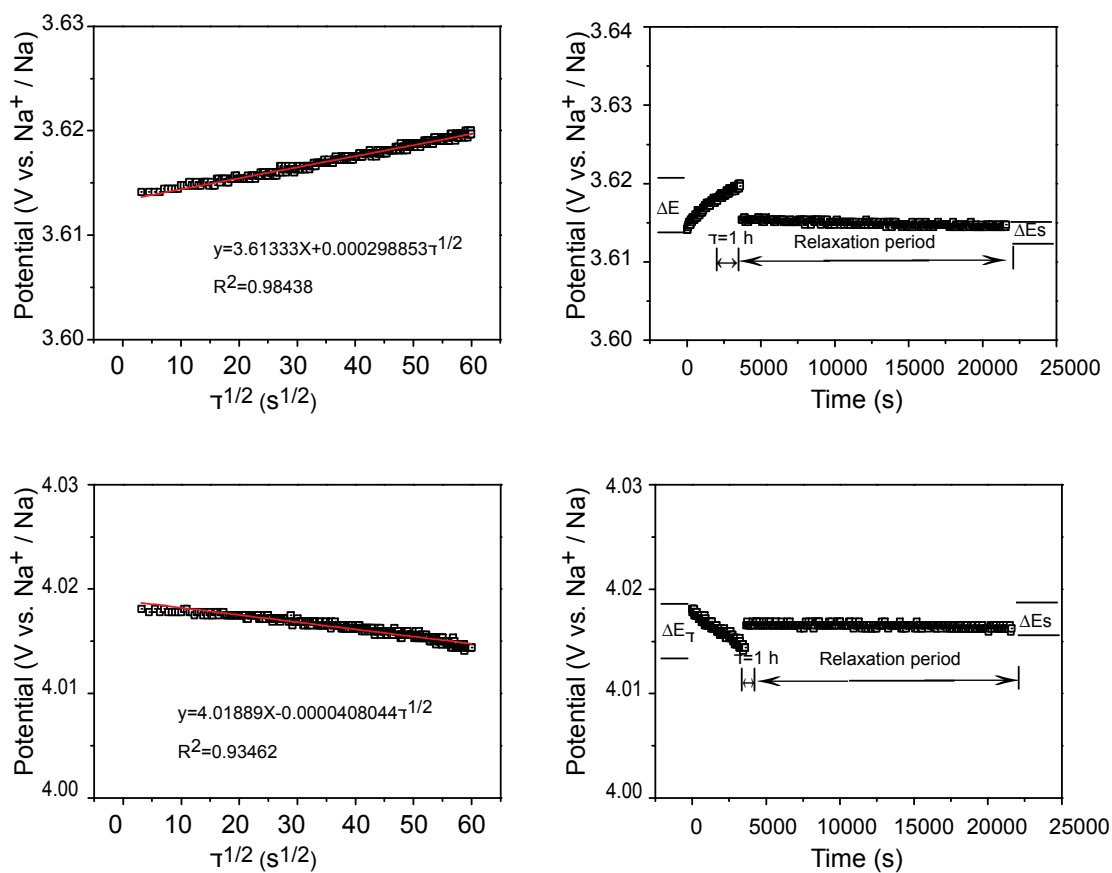 Potential (V vs. Na+ / Na)
3.63
3.62
3.61
3.60
y=3.61333X+0.000298853τ1/2
R2=0.98438
0 10 20 30 40 50 60
τ1/2 (s1/2)
Potential (V vs. Na+ / Na)
3.64
3.63
3.62
3.61
3.60
ΔE
τ=1 h
Relaxation period
ΔEs
0 5000 10000 15000 20000 25000
Time (s)
Potential (V vs. Na+ / Na)
4.03
4.02
4.01
4.00
y=4.01889X-0.0000408044τ1/2
R2=0.93462
0 10 20 30 40 50 60
τ1/2 (s1/2)
Potential (V vs. Na+ / Na)
4.03
4.02
4.01
4.00
ΔEτ
τ=1 h
Relaxation period
ΔEs
0 5000 10000 15000 20000 25000
Time (s)